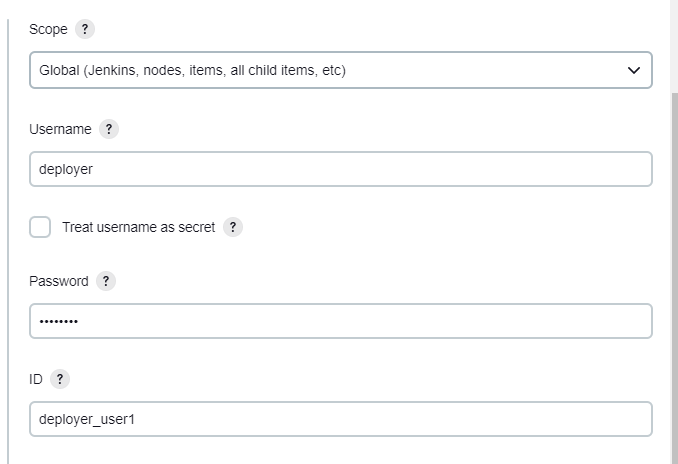 Scope ?
Global (Jenkins, nodes, items, all child items, etc)
Username ?
deployer
Treat username as secret ?
Password ?
••••••••
ID ?
deployer_user1